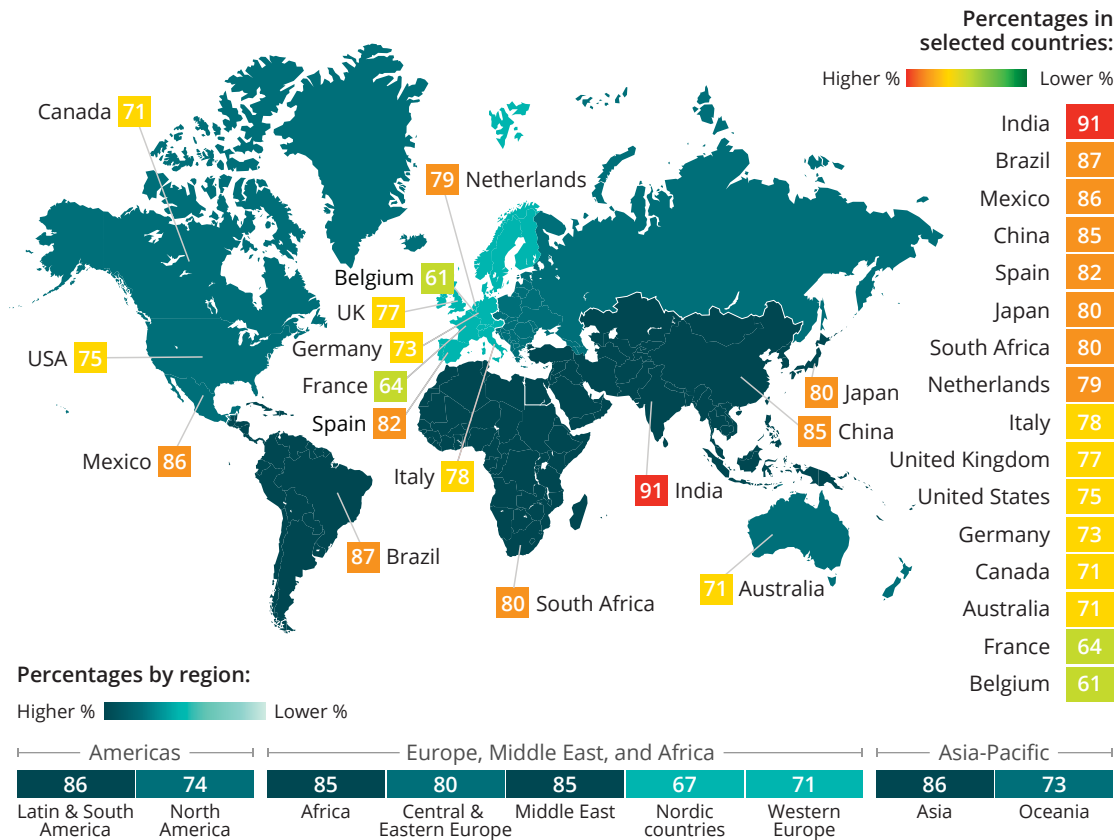 Percentages in
selected countries:
Higher %
Lower %
India 91
Brazil 87
Mexico 86
China 85
Spain 82
Japan 80
South Africa 80
Netherlands 79
Italy 78
United Kingdom 77
United States 75
Germany 73
Canada 71
Australia 71
France 64
Belgium 61
Canada 71
79 Netherlands
Belgium 61
UK 77
Germany 73
USA 75
France 64
Spain 82
80 Japan
85 China
Mexico 86
Italy 78
91 India
87 Brazil
71 Australia
80 South Africa
Percentages by region:
Higher %
Lower %
Americas
Europe, Middle East, and Africa
Asia-Pacific
86 74 85 80 85 67 71 86 73
Latin & South
America
North
America
Africa
Central &
Eastern Europe
Middle East
Nordic
countries
Western
Europe
Asia
Oceania